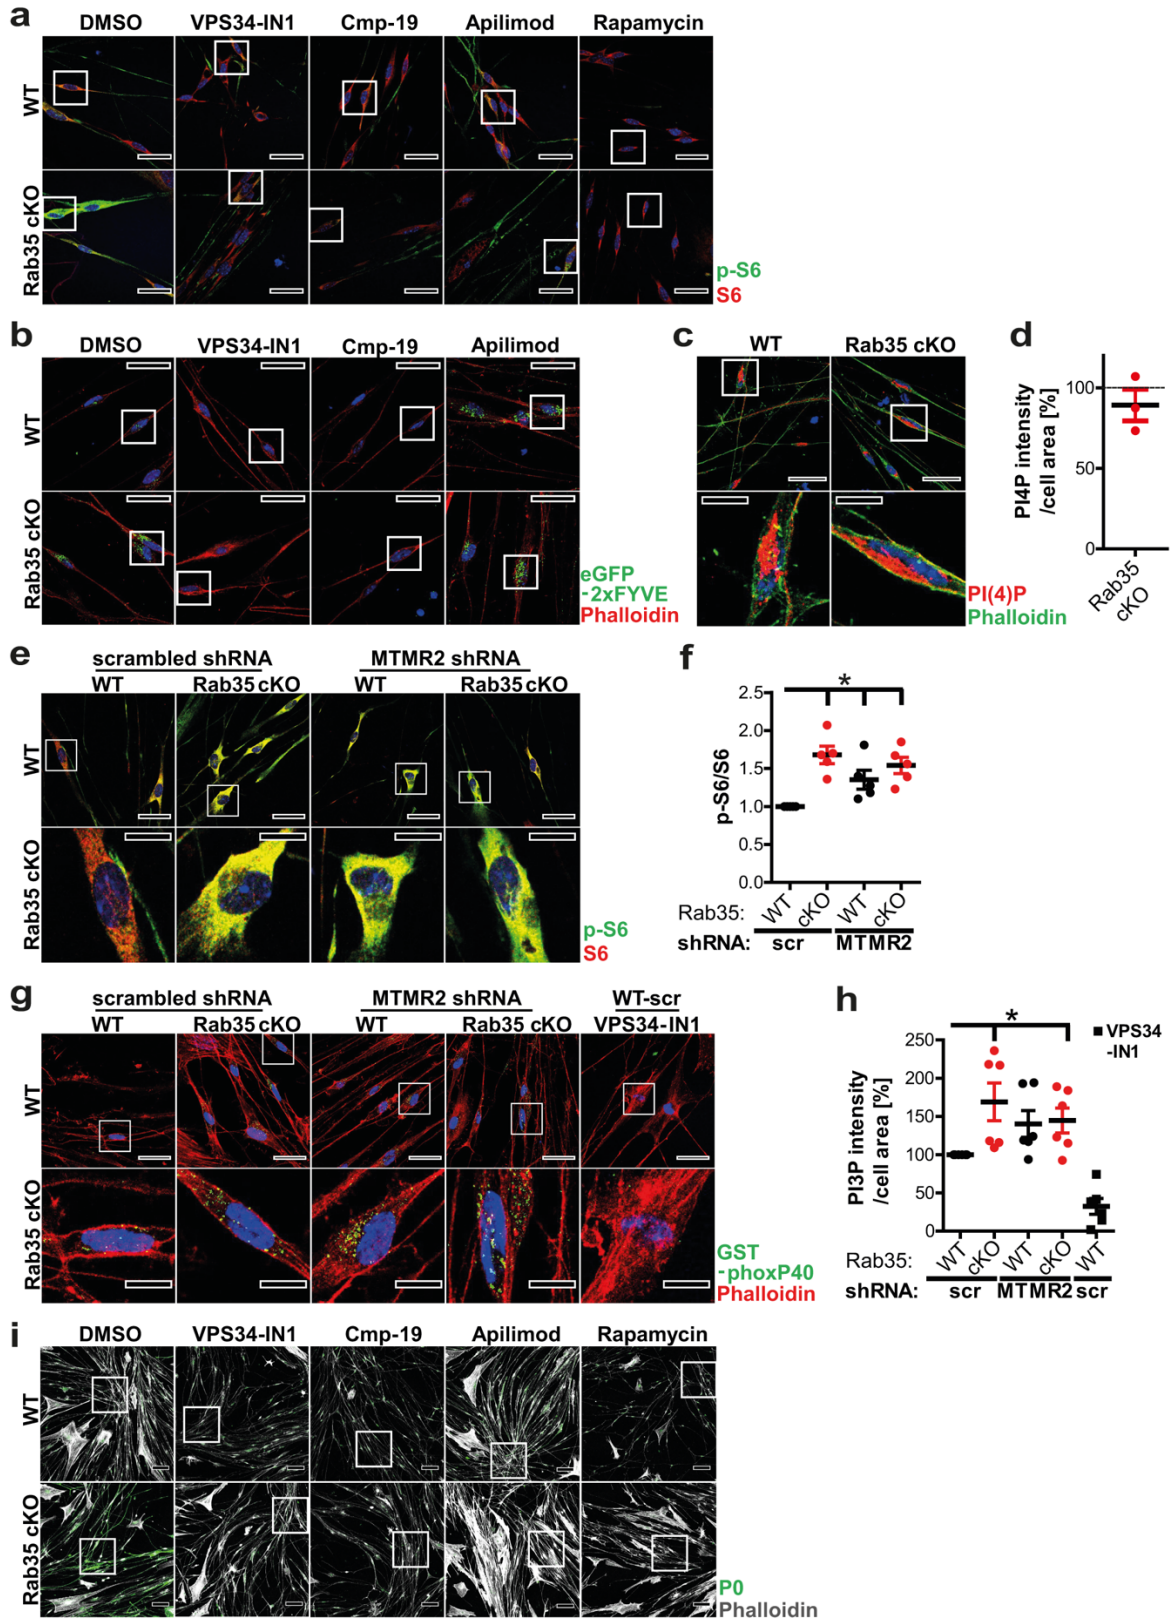 a
DMSO VPS34-IN1 Cmp-19 Apilimod Rapamycin
WT
Rab35 cKO
p-S6
S6
b
DMSO VPS34-IN1 Cmp-19 Apilimod
WT
Rab35 cKO
eGFP
-2xFYVE
Phalloidin
c
WT Rab35 cKO
PI(4)P
Phalloidin
d
PI4P intensity
/cell area [%]
100
50
0
Rab35
cKO
e
scrambled shRNA MTMR2 shRNA
WT Rab35cKO WT Rab35cKO
WT
Rab35 cKO
p-S6
S6
f
*
p-S6/S6
2.5
2.0
1.5
1.0
0.5
0.0
Rab35: WT cKO WT cKO
shRNA: scr MTMR2
g
scrambled shRNA MTMR2 shRNA WT-scr
WT Rab35cKO WT Rab35 cKO VPS34-IN1
WT
Rab35 cKO
GST
-phoxP40
Phalloidin
h
*
VPS34
-IN1
PI3P intensity
/cell area [%]
250
200
150
100
50
0
Rab35: WT cKO WT cKO WT
shRNA: scr MTMR2 scr
i
DMSO VPS34-IN1 Cmp-19 Apilimod Rapamycin
WT
Rab35 cKO
P0
Phalloidin